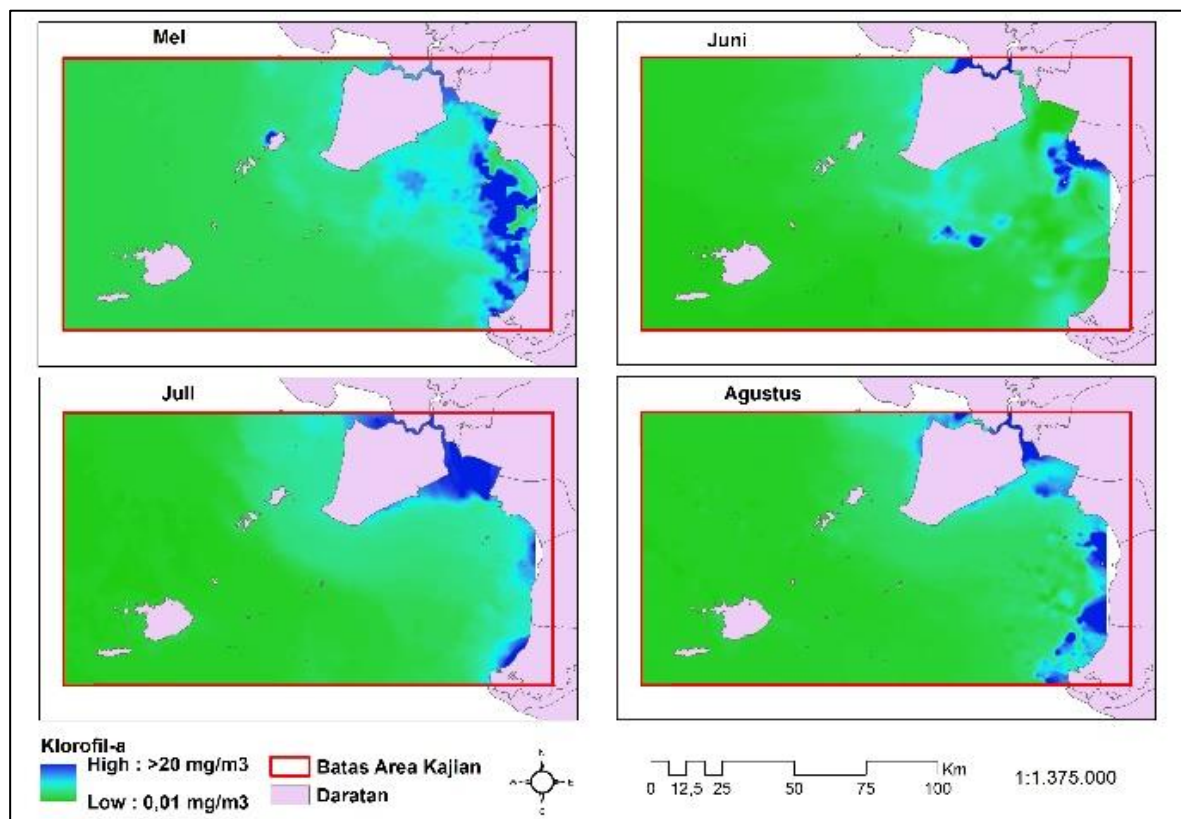 Mei
Juni
Juli
Agustus
Klorofil-a
High : >20 mg/m3
Low : 0,01 mg/m3
Batas Area Kajian
Daratan
Km
0 12,5 25 50 75 100
1:1.375.000